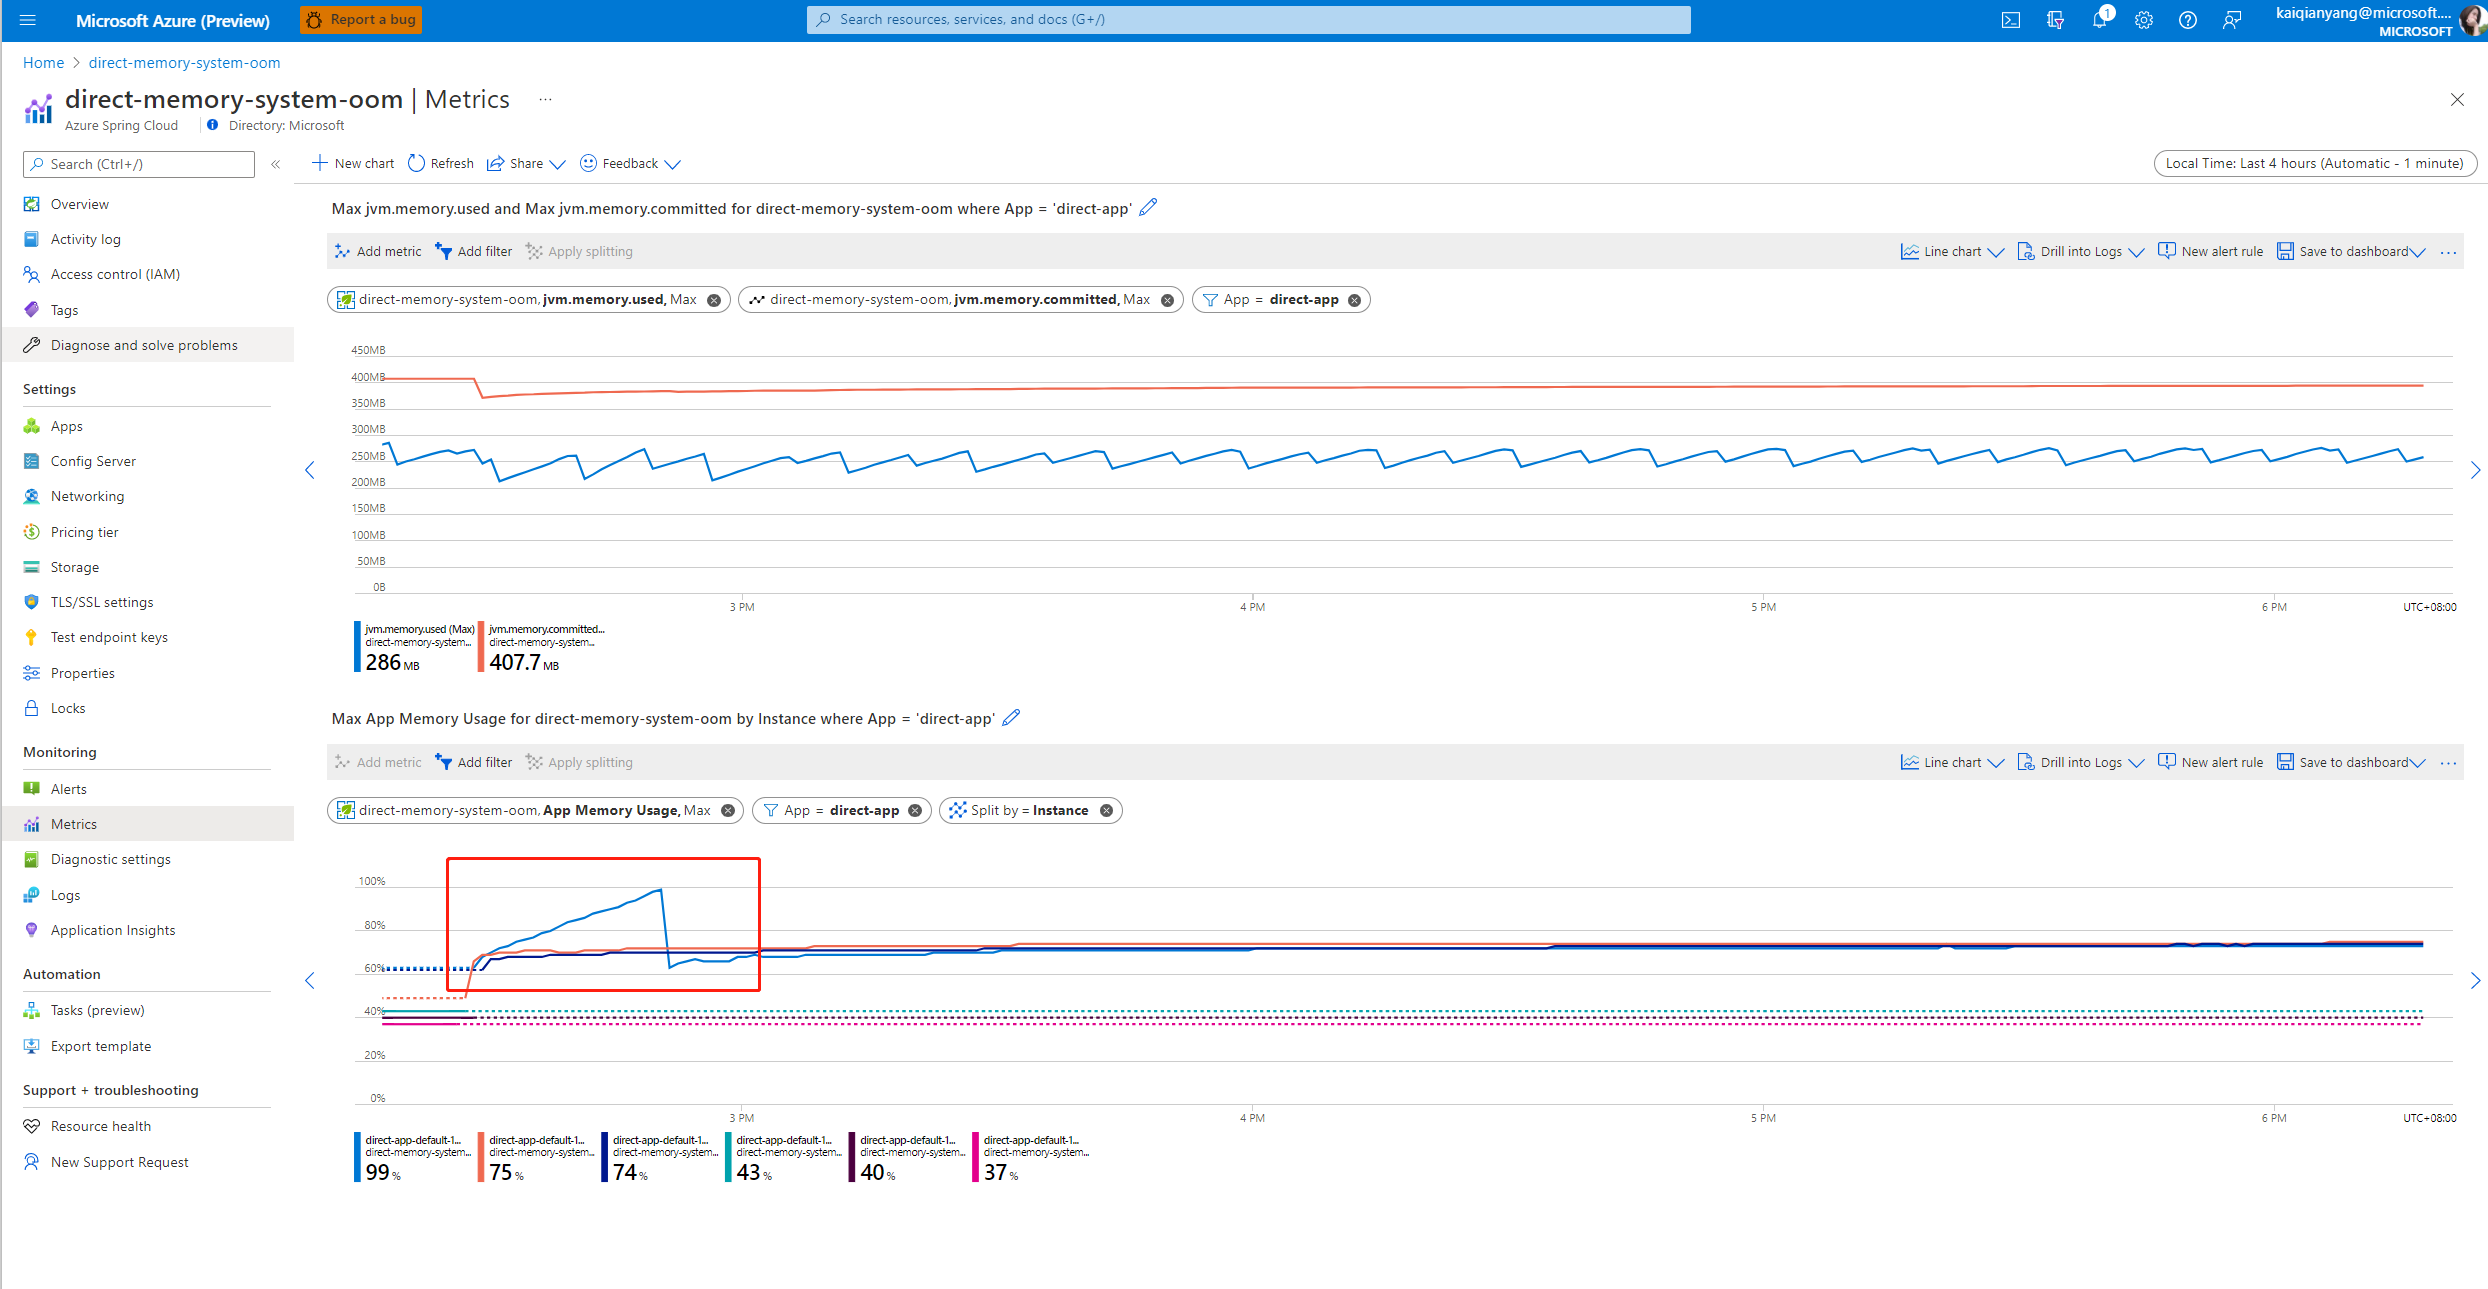 Microsoft Azure (Preview)
Report a bug
Search resources, services, and docs (G+/)
1
kaiqianyang@microsoft....
MICROSOFT
Home > direct-memory-system-oom
direct-memory-system-oom | Metrics ...
Azure Spring Cloud
Directory: Microsoft
Search (Ctrl+/)
«
Overview
Activity log
Access control (IAM)
Tags
Diagnose and solve problems
Settings
Apps
Config Server
Networking
Pricing tier
Storage
TLS/SSL settings
Test endpoint keys
Properties
Locks
Monitoring
Alerts
Metrics
Diagnostic settings
Logs
Application Insights
Automation
Tasks (preview)
Export template
Support + troubleshooting
Resource health
New Support Request
New chart
Refresh
Share
Feedback
Local Time: Last 4 hours (Automatic - 1 minute)
Max jvm.memory.used and Max jvm.memory.committed for direct-memory-system-oom where App = 'direct-app'
Add metric
Add filter
Apply splitting
Line chart
Drill into Logs
New alert rule
Save to dashboard
...
direct-memory-system-oom, jvm.memory.used, Max
direct-memory-system-oom, jvm.memory.committed, Max
App = direct-app
450MB
400MB
350MB
300MB
250MB
200MB
150MB
100MB
50MB
0B
3 PM
4 PM
5 PM
6 PM
UTC+08:00
jvm.memory.used (Max)
direct-memory-system...
286 MB
jvm.memory.committed...
direct-memory-system...
407.7 MB
Max App Memory Usage for direct-memory-system-oom by Instance where App = 'direct-app'
Add metric
Add filter
Apply splitting
Line chart
Drill into Logs
New alert rule
Save to dashboard
...
direct-memory-system-oom, App Memory Usage, Max
App = direct-app
Split by = Instance
100%
80%
60%
40%
20%
0%
3 PM
4 PM
5 PM
6 PM
UTC+08:00
direct-app-default-1...
direct-memory-system...
99 %
direct-app-default-1...
direct-memory-system...
75 %
direct-app-default-1...
direct-memory-system...
74 %
direct-app-default-1...
direct-memory-system...
43 %
direct-app-default-1...
direct-memory-system...
40 %
direct-app-default-1...
direct-memory-system...
37 %